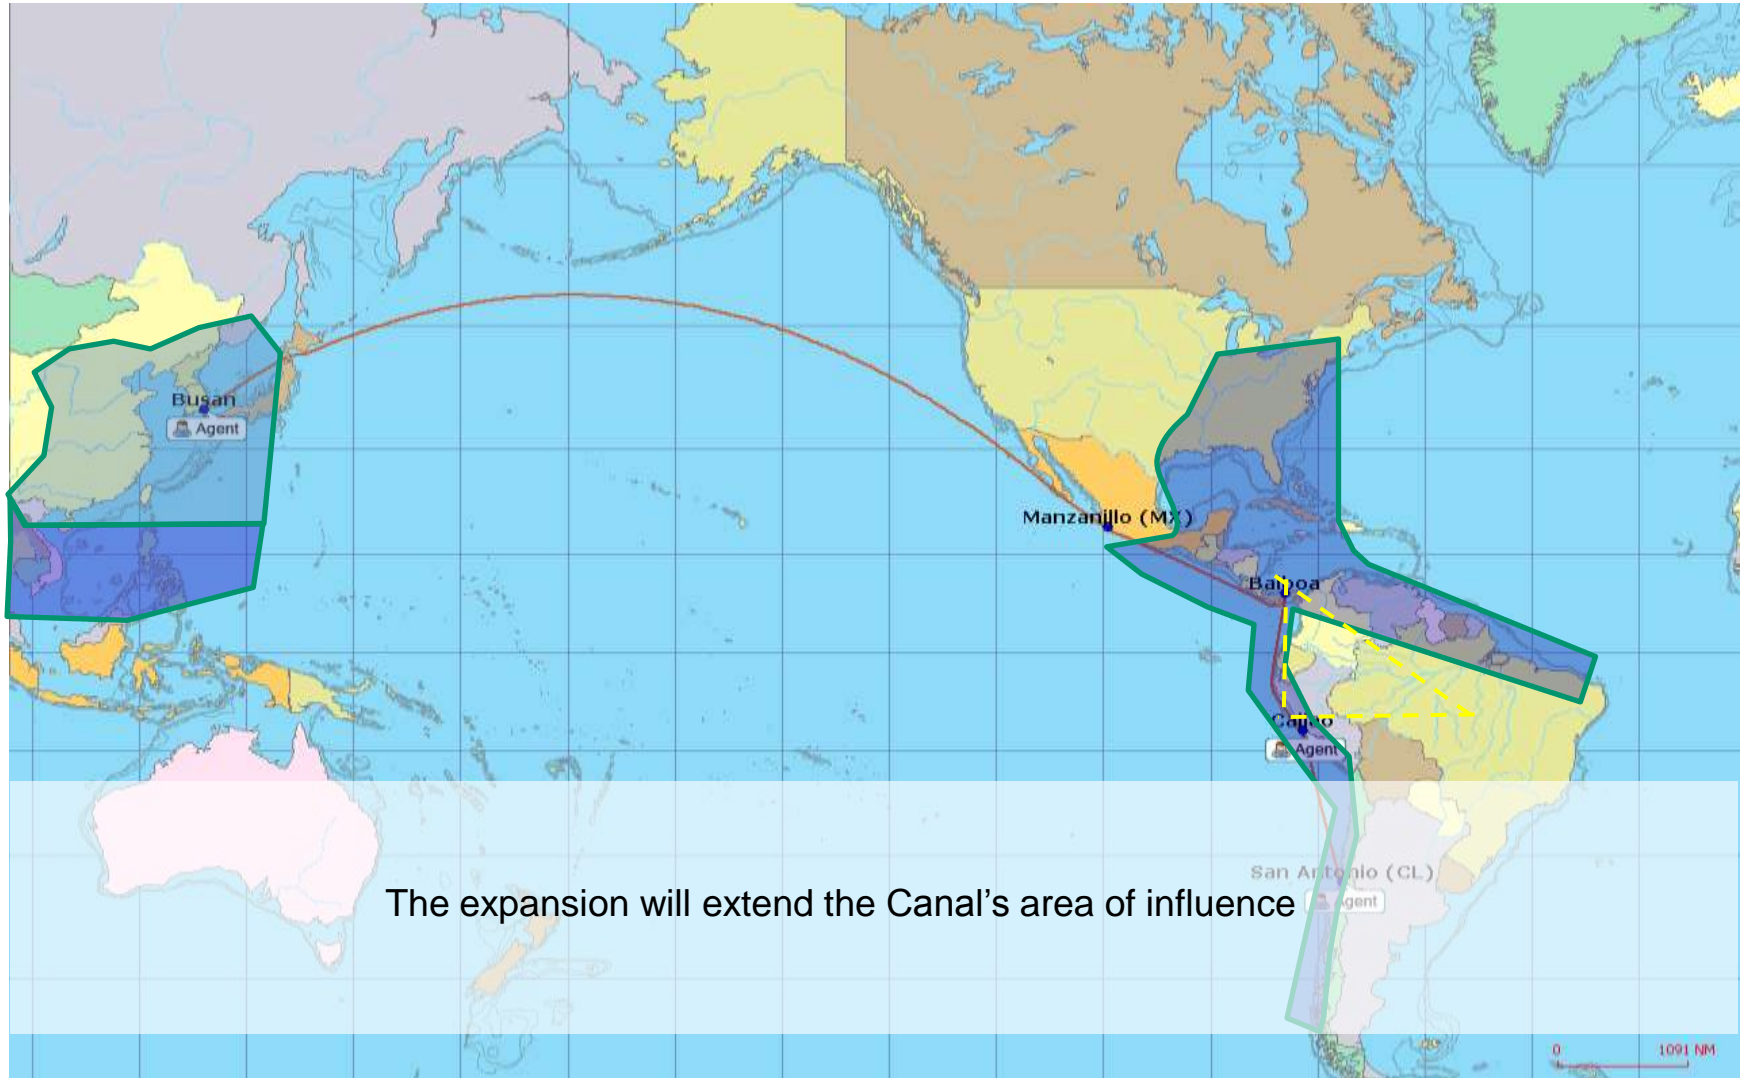 Busan
Agent
Manzanillo (MX)
Balboa
Callao
Agent
San Antonio (CL)
Agent
The expansion will extend the Canal’s area of influence
0 1091 NM